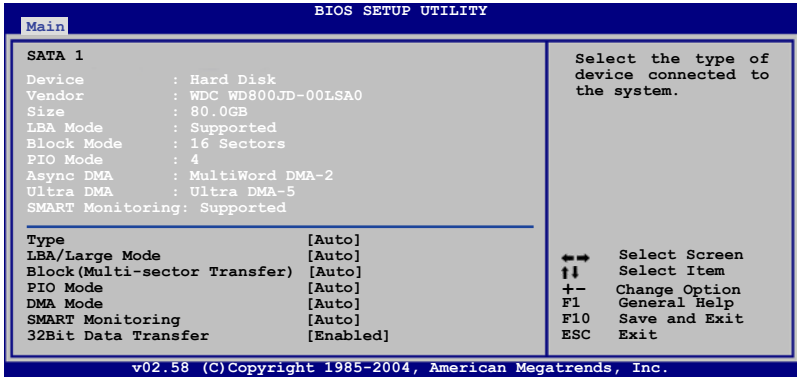 BIOS SETUP UTILITY
Main
SATA 1
Device : Hard Disk
Vendor : WDC WD800JD-00LSA0
Size : 80.0GB
LBA Mode : Supported
Block Mode : 16 Sectors
PIO Mode : 4
Async DMA : MultiWord DMA-2
Ultra DMA : Ultra DMA-5
SMART Monitoring: Supported
Type [Auto]
LBA/Large Mode [Auto]
Block(Multi-sector Transfer) [Auto]
PIO Mode [Auto]
DMA Mode [Auto]
SMART Monitoring [Auto]
32Bit Data Transfer [Enabled]
Select the type of
device connected to
the system.
←→ Select Screen
↑↓ Select Item
+- Change Option
F1 General Help
F10 Save and Exit
ESC Exit
v02.58 (C)Copyright 1985-2004, American Megatrends, Inc.